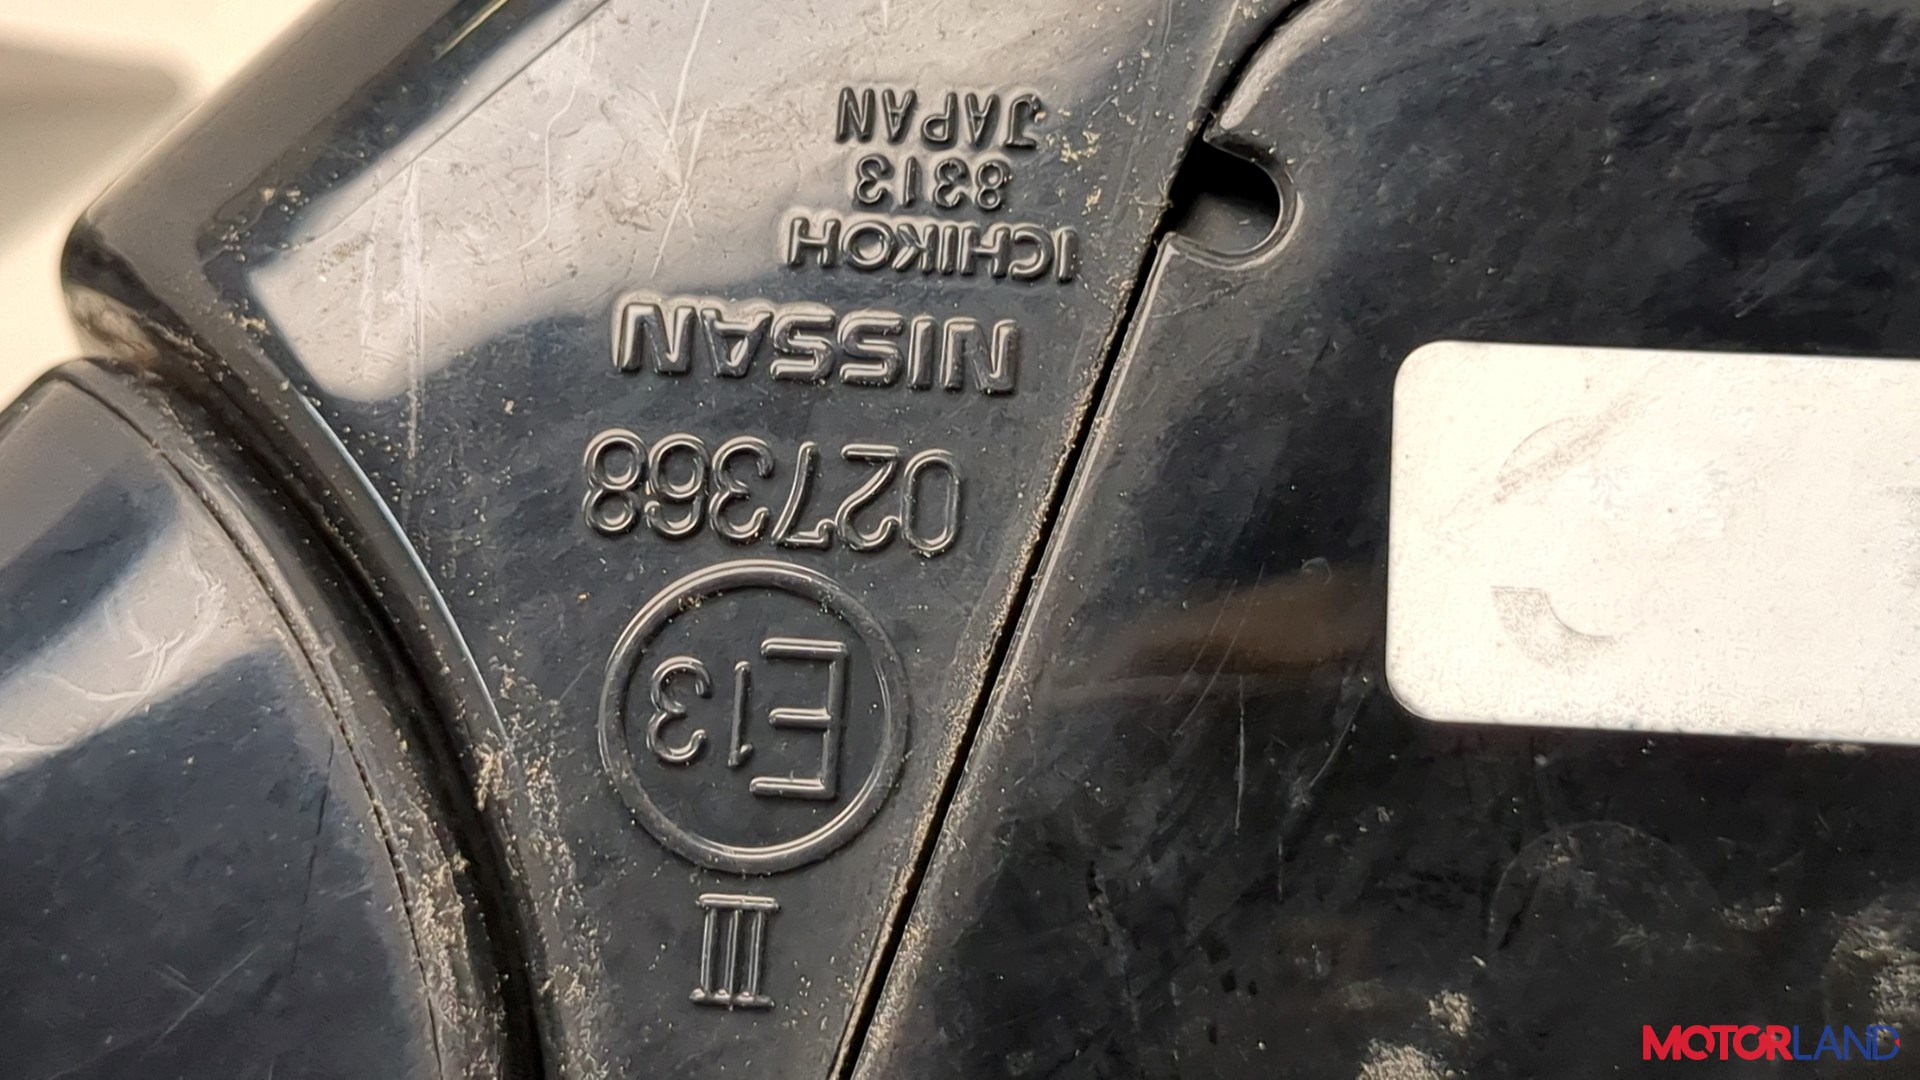 III
E13
027368
NISSAN
ICHIKOH
8313
JAPAN
MOTORLAND